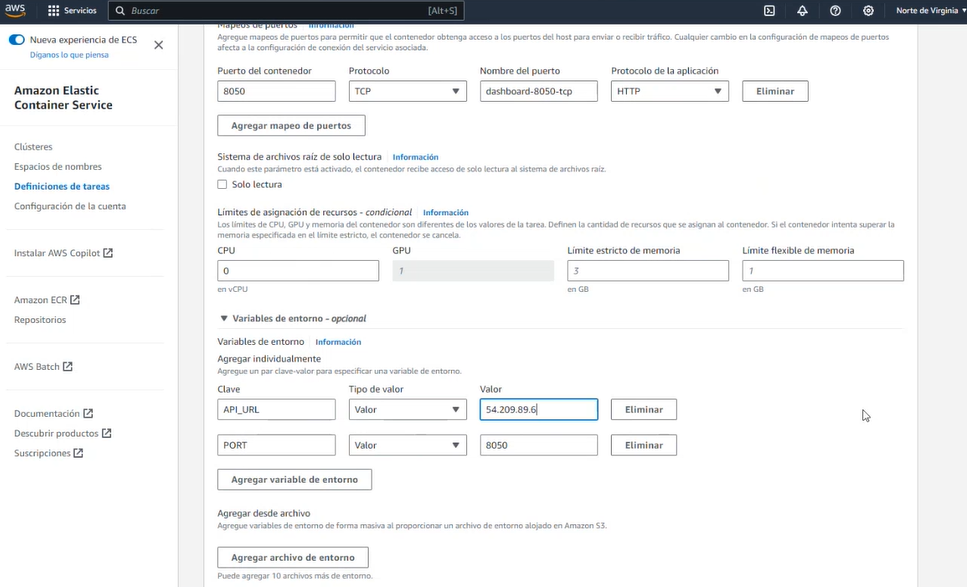 aws
Servicios
Buscar
[Alt+S]
Norte de Virginia
Nueva experiencia de ECS
Díganos lo que piensa
Amazon Elastic
Container Service
Clústeres
Espacios de nombres
Definiciones de tareas
Configuración de la cuenta
Instalar AWS Copilot
Amazon ECR
Repositorios
AWS Batch
Documentación
Descubrir productos
Suscripciones
Mapeos de puertos Información
Agregue mapeos de puertos para permitir que el contenedor obtenga acceso a los puertos del host para enviar o recibir tráfico. Cualquier cambio en la configuración de mapeos de puertos
afecta a la configuración de conexión del servicio asociada.
Puerto del contenedor Protocolo Nombre del puerto Protocolo de la aplicación
8050 TCP dashboard-8050-tcp HTTP Eliminar
Agregar mapeo de puertos
Sistema de archivos raíz de solo lectura Información
Cuando este parámetro está activado, el contenedor recibe acceso de solo lectura al sistema de archivos raíz.
Solo lectura
Límites de asignación de recursos - condicional Información
Los límites de CPU, GPU y memoria del contenedor son diferentes de los valores de la tarea. Definen la cantidad de recursos que se asignan al contenedor. Si el contenedor intenta superar la
memoria especificada en el límite estricto, el contenedor se cancela.
CPU GPU Límite estricto de memoria Límite flexible de memoria
0 1 3 1
en vCPU en GB en GB
Variables de entorno - opcional
Variables de entorno Información
Agregar individualmente
Agregue un par clave-valor para especificar una variable de entorno.
Clave Tipo de valor Valor
API_URL Valor 54.209.89.6 Eliminar
PORT Valor 8050 Eliminar
Agregar variable de entorno
Agregar desde archivo
Agregue variables de entorno de forma masiva al proporcionar un archivo de entorno alojado en Amazon S3.
Agregar archivo de entorno
Puede agregar 10 archivos más de entorno.